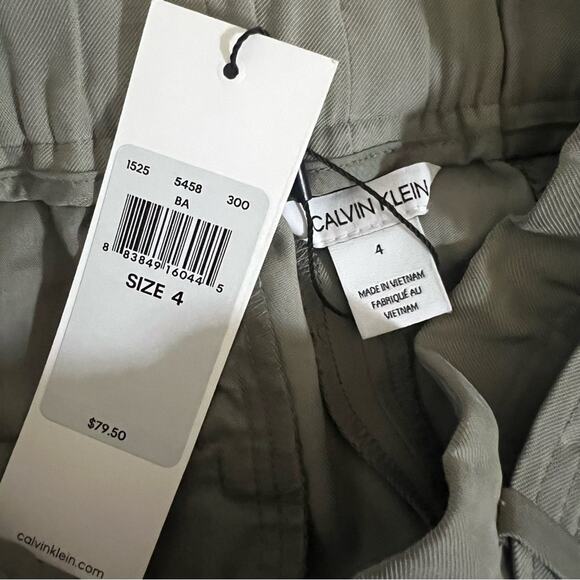 1525 5458 300
BA
8 83849 16044 5
SIZE 4
$79.50
calvinklein.com
CALVIN KLEIN
4
MADE IN VIETNAM
FABRIQUÉ AU
VIETNAM